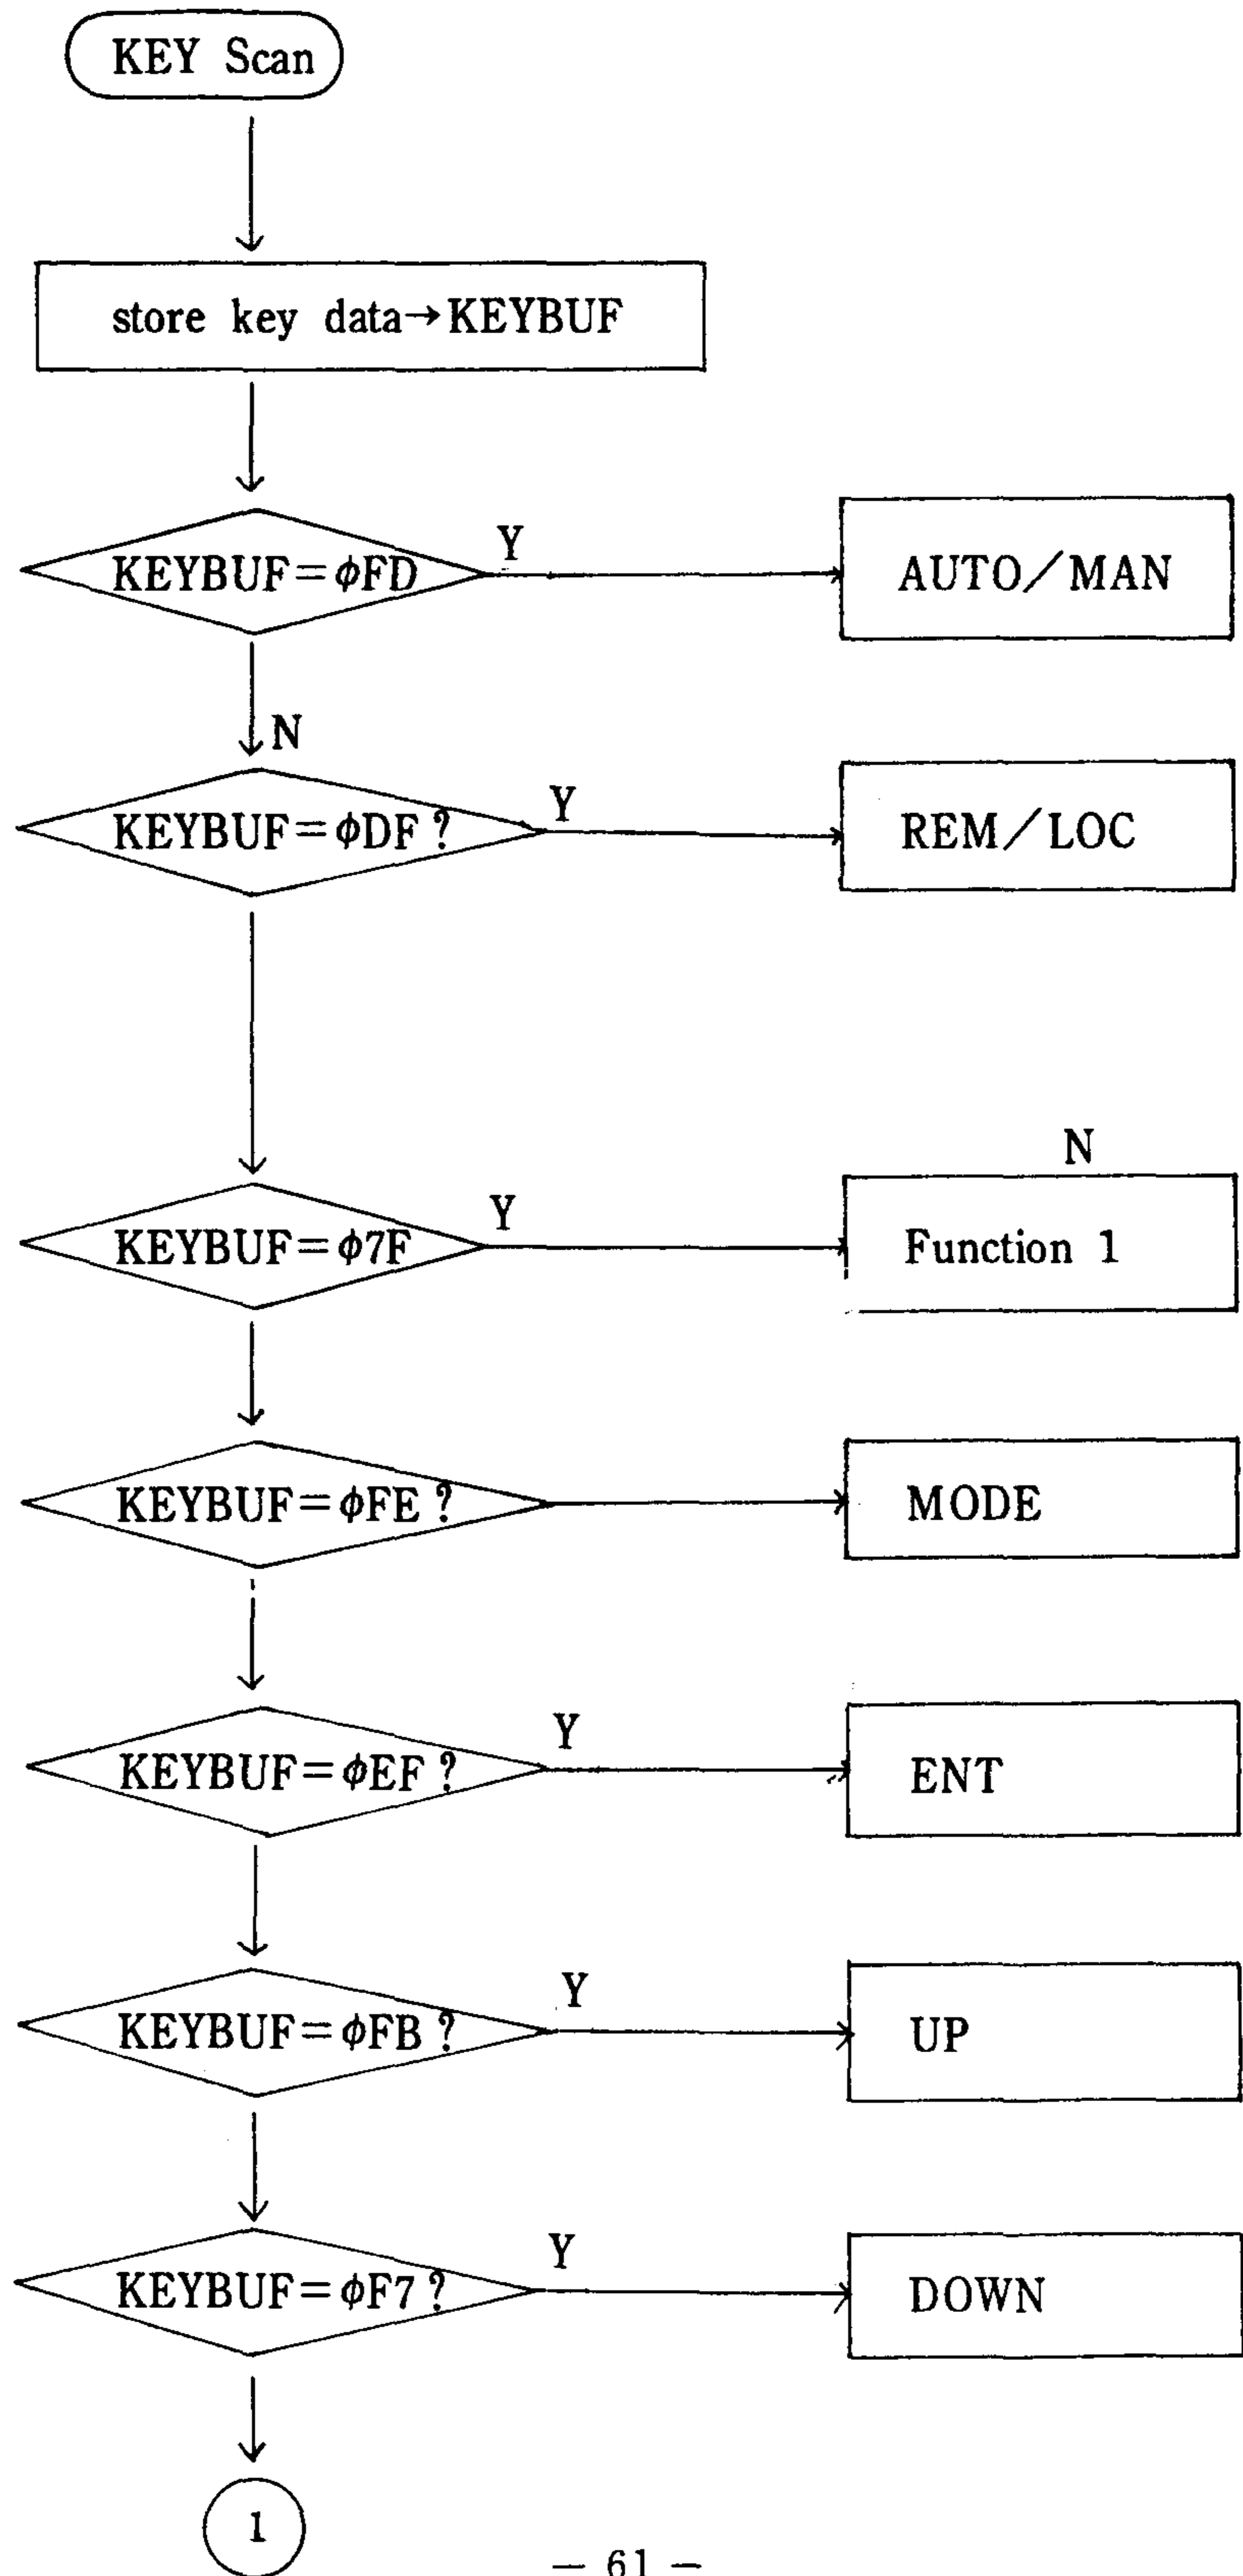 KEY Scan
store key data→KEYBUF
KEYBUF=φFD
Y
AUTO/MAN
N
KEYBUF=φDF?
Y
REM/LOC
N
KEYBUF=φ7F
Y
Function 1
KEYBUF=φFE?
MODE
KEYBUF=φEF?
Y
ENT
KEYBUF=φFB?
Y
UP
KEYBUF=φF7?
Y
DOWN
1
— 61 —